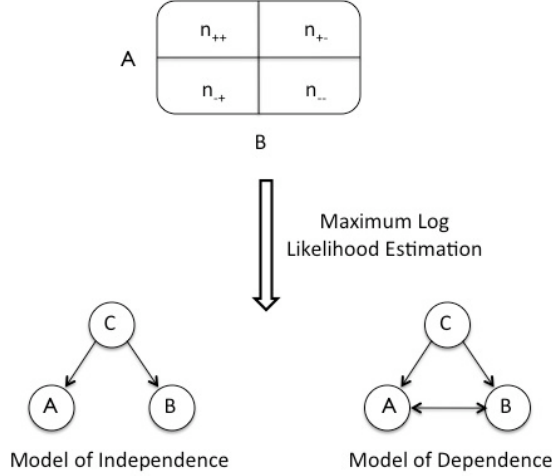 n++ n+-
A
n-+ n--
B
Maximum Log
Likelihood Estimation
C C
A B A B
Model of Independence Model of Dependence